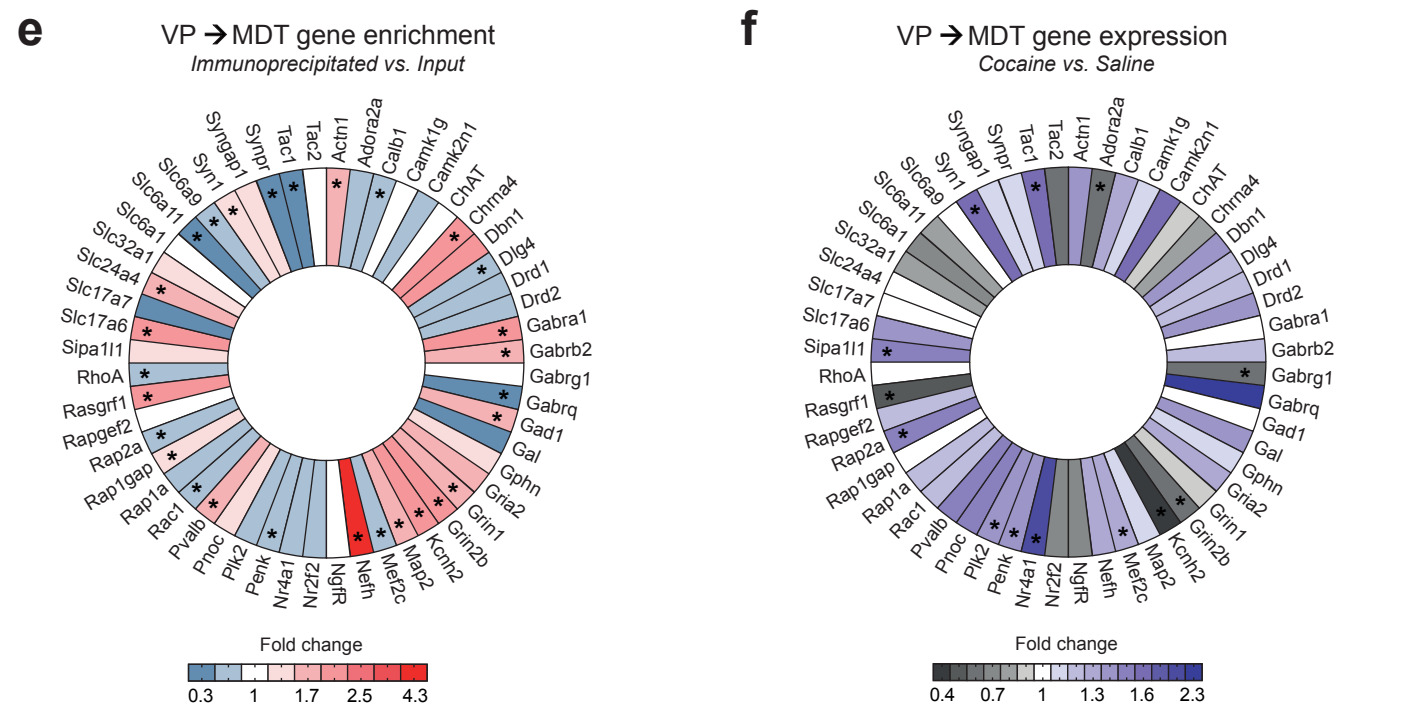 e
VP ➔ MDT gene enrichment
Immunoprecipitated vs. Input
Actn1
Adora2a
Calb1
Camk1g
Camk2n1
ChAT
Chrna4
Dbn1
Dlg4
Drd1
Drd2
Gabra1
Gabrb2
Gabrg1
Gabrq
Gad1
Gal
Gphn
Gria2
Grin1
Grin2b
Kcnh2
Map2
Mef2c
Nefh
NgfR
Nr2f2
Nr4a1
Penk
Plk2
Pnoc
Pvalb
Rac1
Rap1a
Rap1gap
Rap2a
Rapgef2
Rasgrf1
RhoA
Sipa1l1
Slc17a6
Slc17a7
Slc24a4
Slc32a1
Slc6a1
Slc6a11
Slc6a9
Syn1
Syngap1
Synpr
Tac1
Tac2
* * * * * * * * * * * * * * * * * * * * * * * * * *
Fold change
0.3 1 1.7 2.5 4.3
f
VP ➔ MDT gene expression
Cocaine vs. Saline
Actn1
Adora2a
Calb1
Camk1g
Camk2n1
ChAT
Chrna4
Dbn1
Dlg4
Drd1
Drd2
Gabra1
Gabrb2
Gabrg1
Gabrq
Gad1
Gal
Gphn
Gria2
Grin1
Grin2b
Kcnh2
Map2
Mef2c
Nefh
NgfR
Nr2f2
Nr4a1
Penk
Plk2
Pnoc
Pvalb
Rac1
Rap1a
Rap1gap
Rap2a
Rapgef2
Rasgrf1
RhoA
Sipa1l1
Slc17a6
Slc17a7
Slc24a4
Slc32a1
Slc6a1
Slc6a11
Slc6a9
Syn1
Syngap1
Synpr
Tac1
Tac2
* * * * * * * * * * * * *
Fold change
0.4 0.7 1 1.3 1.6 2.3